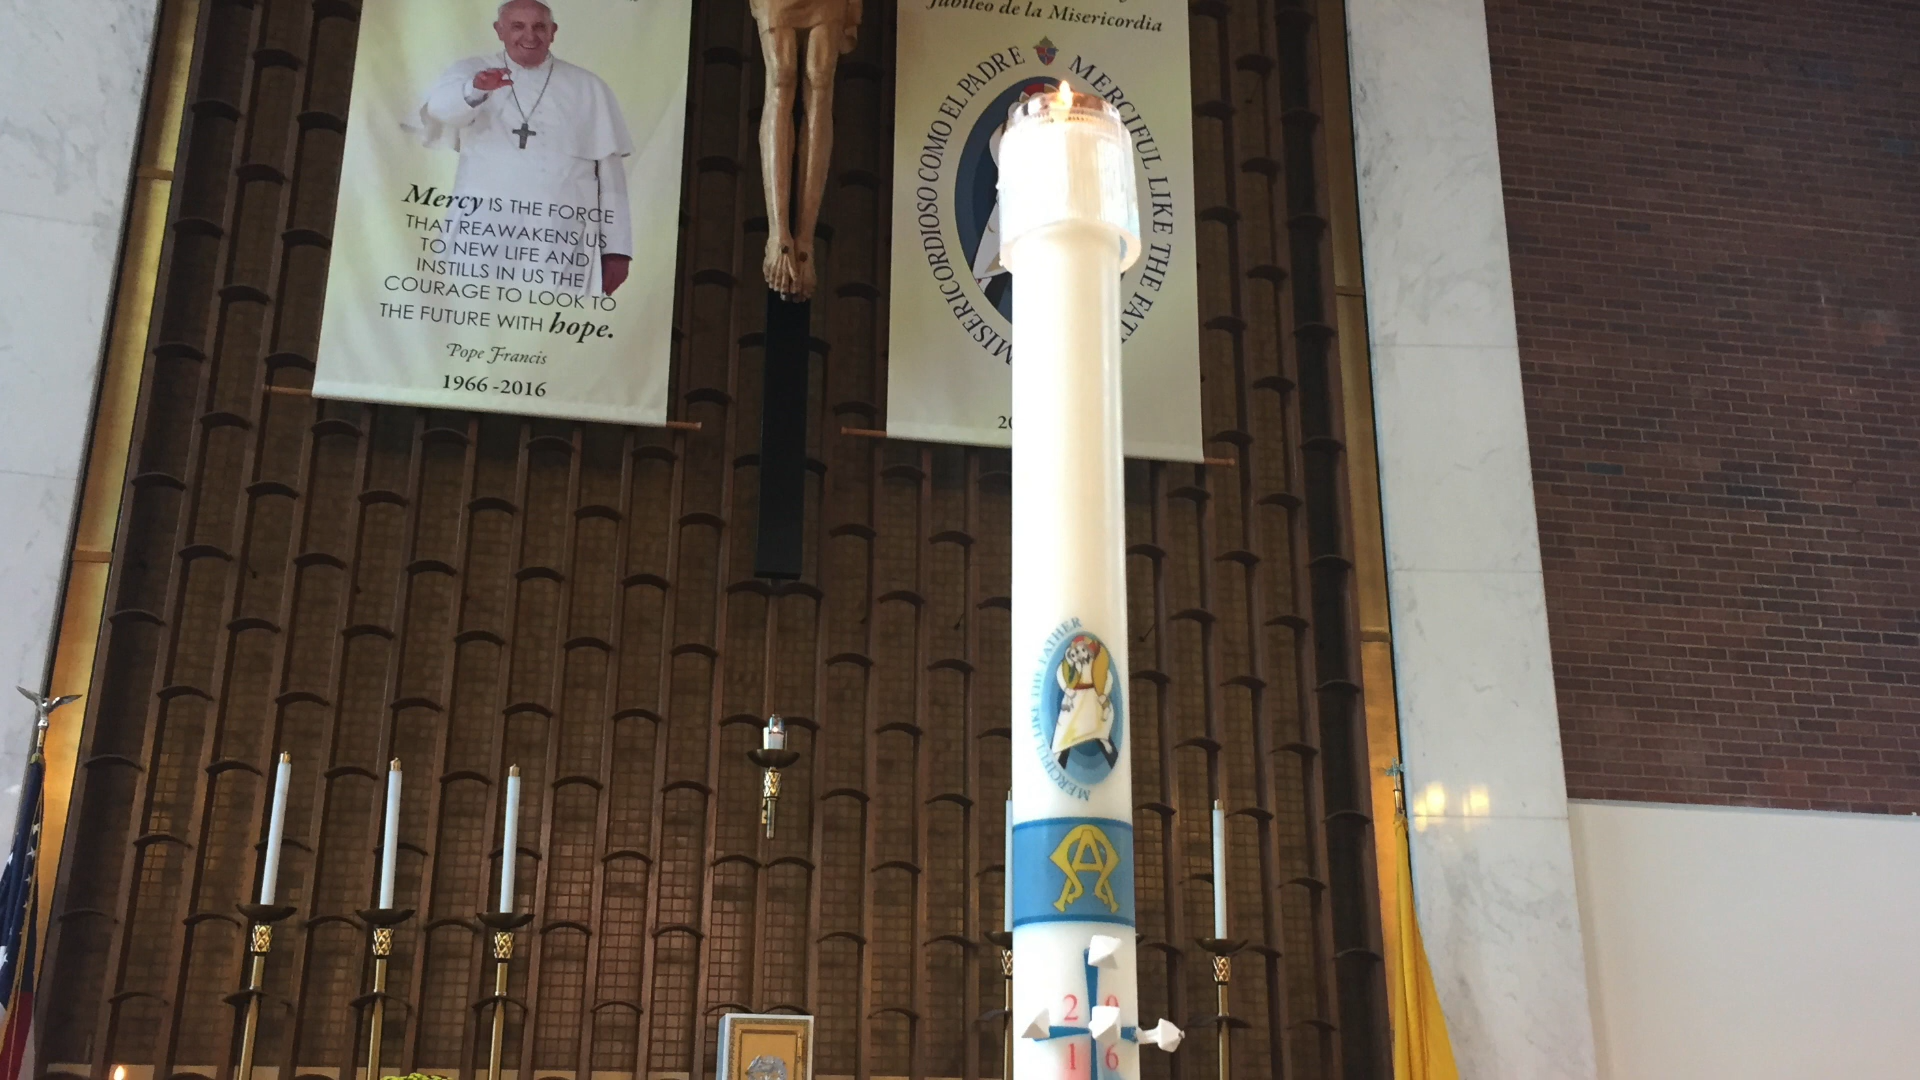 Mercy IS THE FORCE
THAT REAWAKENS US
TO NEW LIFE AND
INSTILLS IN US THE
COURAGE TO LOOK TO
THE FUTURE WITH hope.
Pope Francis
1966 - 2016
Jubileo de la Misericordia
MISERICORDIOSO COMO EL PADRE
MERCIFUL LIKE THE
MERCIFUL LIKE THE FATHER
2 0
1 6